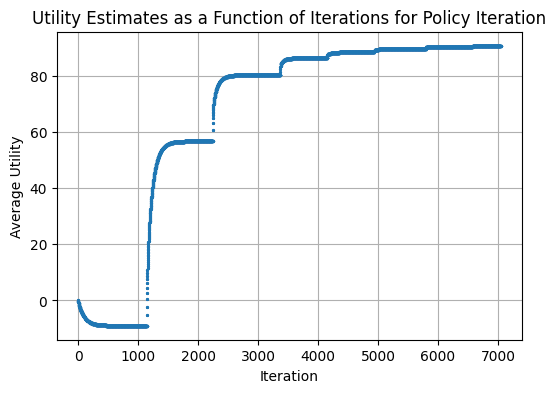 Utility Estimates as a Function of Iterations for Policy Iteration
Average Utility
80
60
40
20
0
0 1000 2000 3000 4000 5000 6000 7000
Iteration